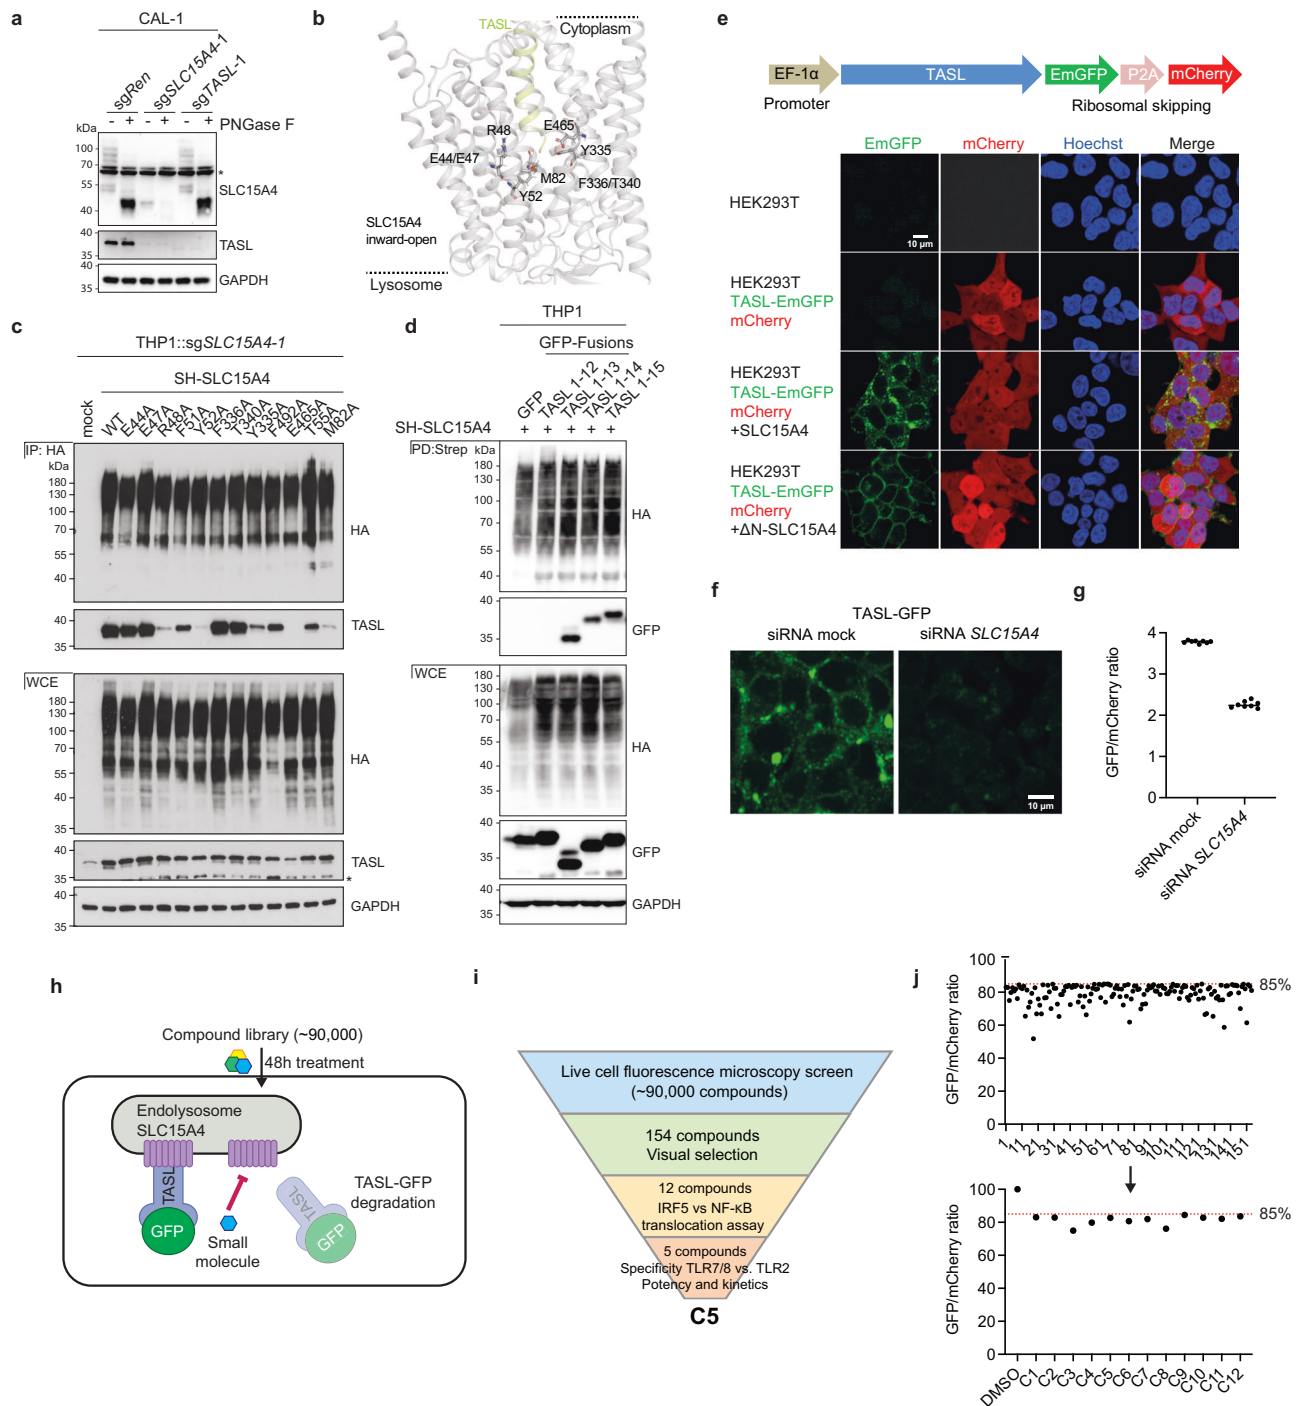 a
CAL-1
sgRen
sgSLC15A4-1
sgTASL-1
- + - + - + PNGase F
kDa
100
70
55
40
*
SLC15A4
40
35
TASL
40
35
GAPDH
b
TASL
Cytoplasm
R48
E465
E44/E47
Y335
M82
Y52
F336/T340
SLC15A4
inward-open
Lysosome
c
THP1::sgSLC15A4-1
SH-SLC15A4
mock
WT
E44A
E47A
R48A
F51A
Y52A
F336A
T340A
Y335A
F492A
E465A
T55A
M82A
IP: HA
kDa
180
130
100
70
55
40
HA
40
35
TASL
WCE
180
130
100
70
55
40
35
HA
40
35
TASL
*
40
35
GAPDH
d
THP1
GFP-Fusions
GFP
TASL 1-12
TASL 1-13
TASL 1-14
TASL 1-15
SH-SLC15A4 + + + + +
PD:Strep kDa
180
130
100
70
55
40
HA
40
35
GFP
WCE
180
130
100
70
55
40
35
HA
40
35
GFP
40
35
GAPDH
e
EF-1α
TASL
EmGFP
P2A
mCherry
Promoter
Ribosomal skipping
EmGFP mCherry Hoechst Merge
HEK293T
10 µm
HEK293T
TASL-EmGFP
mCherry
HEK293T
TASL-EmGFP
mCherry
+SLC15A4
HEK293T
TASL-EmGFP
mCherry
+ΔN-SLC15A4
f
TASL-GFP
siRNA mock
siRNA SLC15A4
10 µm
g
GFP/mCherry ratio
4
3
2
1
0
siRNA mock
siRNA SLC15A4
h
Compound library (~90,000)
48h treatment
Endolysosome
SLC15A4
TASL
GFP
Small
molecule
TASL
GFP
TASL-GFP
degradation
i
Live cell fluorescence microscopy screen
(~90,000 compounds)
154 compounds
Visual selection
12 compounds
IRF5 vs NF-κB
translocation assay
5 compounds
Specificity TLR7/8 vs. TLR2
Potency and kinetics
C5
j
GFP/mCherry ratio
100
80
60
40
20
0
85%
1
11
21
31
41
51
61
71
81
91
101
111
121
131
141
151
GFP/mCherry ratio
100
80
60
40
20
0
85%
DMSO
C1
C2
C3
C4
C5
C6
C7
C8
C9
C10
C11
C12